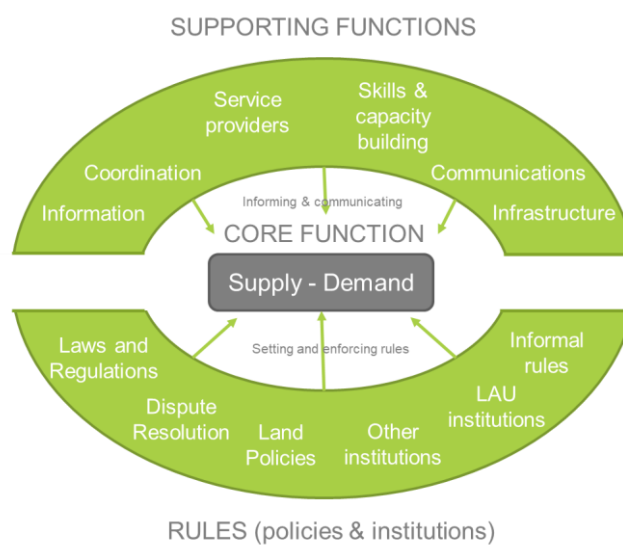 SUPPORTING FUNCTIONS
Service
providers
Skills &
capacity
building
Coordination
Communications
Information
Infrastructure
Informing & communicating
CORE FUNCTION
Supply - Demand
Setting and enforcing rules
Laws and
Regulations
Dispute
Resolution
Land
Policies
Other
institutions
LAU
institutions
Informal
rules
RULES (policies & institutions)